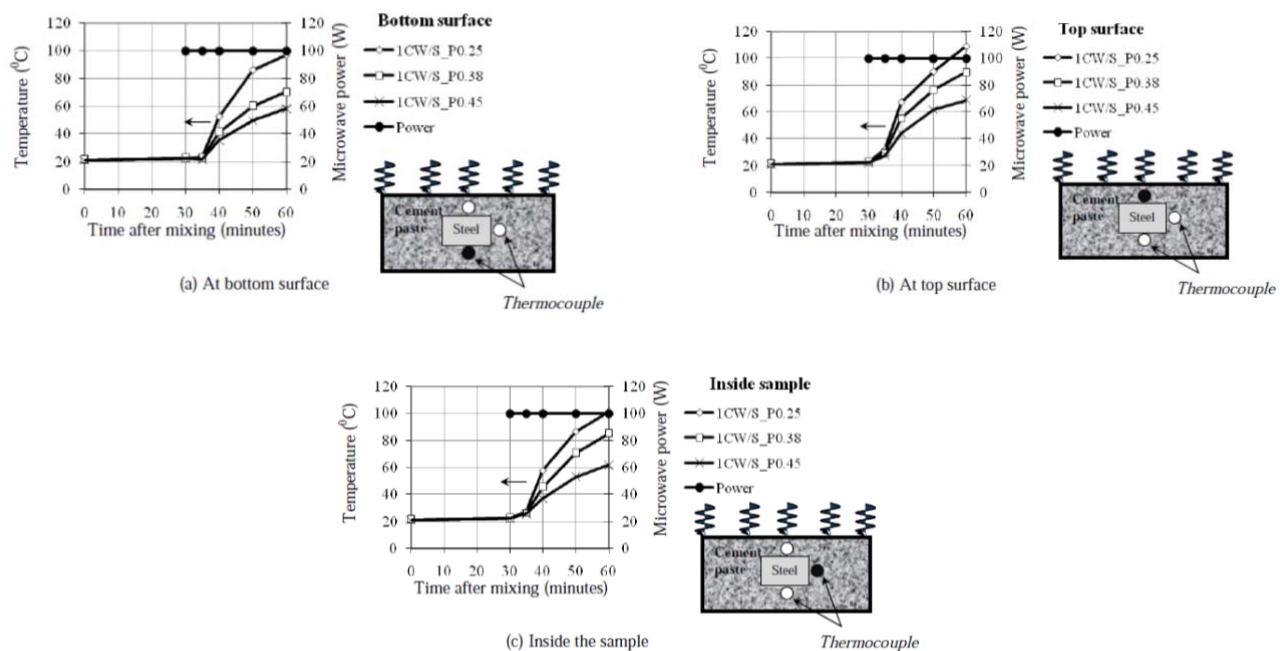 Bottom surface
120
100
80
60
40
20
0
Temperature (⁰C)
120
100
80
60
40
20
0
Microwave power (W)
0 10 20 30 40 50 60
Time after mixing (minutes)
1CW/S_P0.25
1CW/S_P0.38
1CW/S_P0.45
Power
Cement
paste
Steel
Thermocouple
(a) At bottom surface
Top surface
120
100
80
60
40
20
0
Temperature (⁰C)
120
100
80
60
40
20
0
Microwave power (W)
0 10 20 30 40 50 60
Time after mixing (minutes)
1CW/S_P0.25
1CW/S_P0.38
1CW/S_P0.45
Power
Cement
paste
Steel
Thermocouple
(b) At top surface
Inside sample
120
100
80
60
40
20
0
Temperature (⁰C)
120
100
80
60
40
20
0
Microwave power (W)
0 10 20 30 40 50 60
Time after mixing (minutes)
1CW/S_P0.25
1CW/S_P0.38
1CW/S_P0.45
Power
Cement
paste
Steel
Thermocouple
(c) Inside the sample